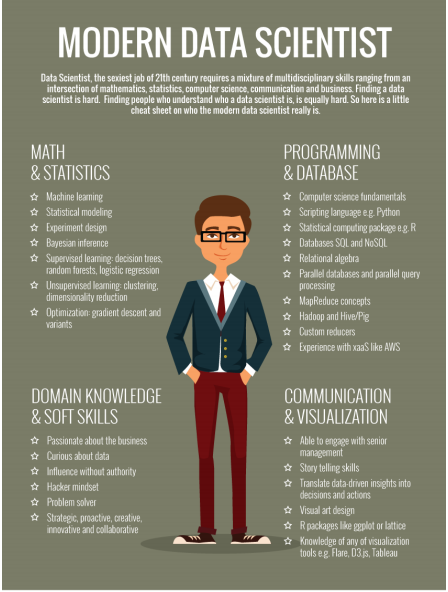 MODERN DATA SCIENTIST
Data Scientist, the sexiest job of 21th century requires a mixture of multidisciplinary skills ranging from an
intersection of mathematics, statistics, computer science, communication and business. Finding a data
scientist is hard. Finding people who understand who a data scientist is, is equally hard. So here is a little
cheat sheet on who the modern data scientist really is.
MATH
& STATISTICS
Machine learning
Statistical modeling
Experiment design
Bayesian inference
Supervised learning: decision trees,
random forests, logistic regression
Unsupervised learning: clustering,
dimensionality reduction
Optimization: gradient descent and
variants
PROGRAMMING
& DATABASE
Computer science fundamentals
Scripting language e.g. Python
Statistical computing package e.g. R
Databases SQL and NoSQL
Relational algebra
Parallel databases and parallel query
processing
MapReduce concepts
Hadoop and Hive/Pig
Custom reducers
Experience with xaaS like AWS
DOMAIN KNOWLEDGE
& SOFT SKILLS
Passionate about the business
Curious about data
Influence without authority
Hacker mindset
Problem solver
Strategic, proactive, creative,
innovative and collaborative
COMMUNICATION
& VISUALIZATION
Able to engage with senior
management
Story telling skills
Translate data-driven insights into
decisions and actions
Visual art design
R packages like ggplot or lattice
Knowledge of any of visualization
tools e.g. Flare, D3.js, Tableau